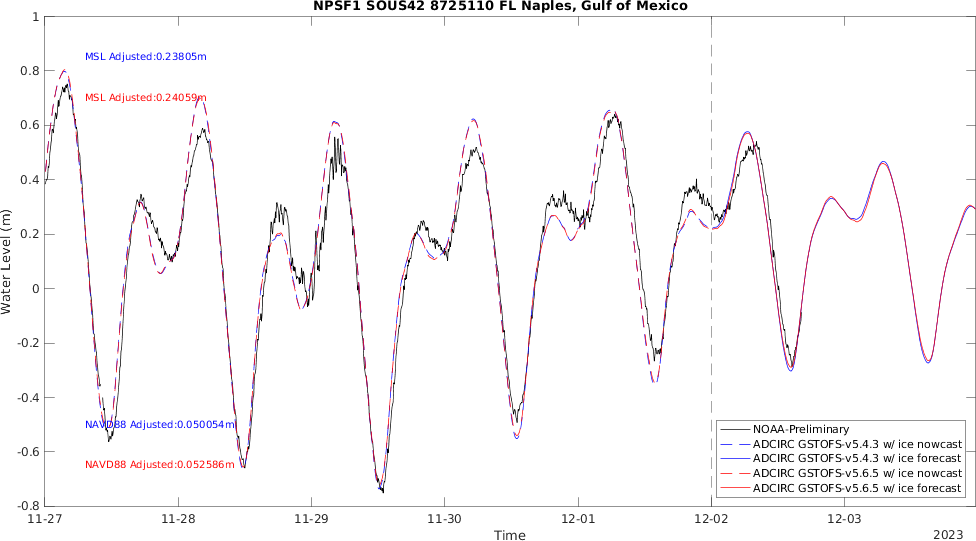 NPSF1 SOUS42 8725110 FL Naples, Gulf of Mexico
1
0.8
0.6
0.4
0.2
0
-0.2
-0.4
-0.6
-0.8
Water Level (m)
MSL Adjusted:0.23805m
MSL Adjusted:0.24059m
NAVD88 Adjusted:0.050054m
NAVD88 Adjusted:0.052586m
NOAA-Preliminary
ADCIRC GSTOFS-v5.4.3 w/ ice nowcast
ADCIRC GSTOFS-v5.4.3 w/ ice forecast
ADCIRC GSTOFS-v5.6.5 w/ ice nowcast
ADCIRC GSTOFS-v5.6.5 w/ ice forecast
11-27 11-28 11-29 11-30 12-01 12-02 12-03
Time
2023